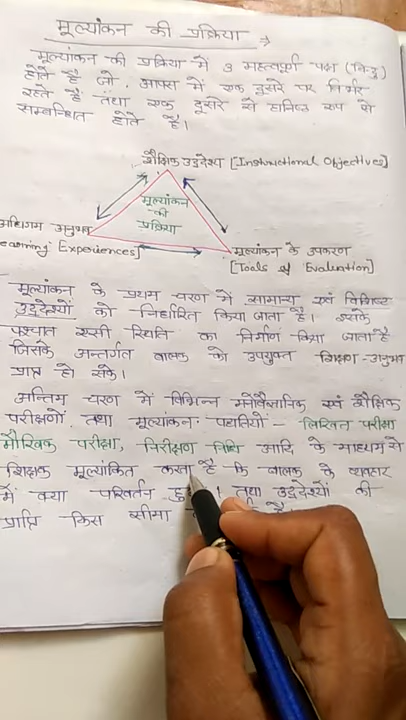 मूल्यांकन की प्रक्रिया →
मूल्यांकन की प्रक्रिया में 3 महत्वपूर्ण पक्ष (बिन्दु)
होते हैं जो आपस में एक दूसरे पर निर्भर
रहते हैं तथा एक दूसरे से घनिष्ठ रूप से
सम्बन्धित होते हैं।
शैक्षिक उद्देश्य [Instructional Objectives]
मूल्यांकन
की
प्रक्रिया
अधिगम अनुभव
earning Experiences]
मूल्यांकन के उपकरण
[Tools of Evaluation]
मूल्यांकन के प्रथम चरण में सामान्य एवं विशिष्ट
उद्देश्यों को निर्धारित किया जाता है। उसके
पश्चात ऐसी स्थिति का निर्माण किया जाता है
जिसके अन्तर्गत बालक को उपयुक्त शिक्षण-अनुभव
प्राप्त हो सके।
अन्तिम चरण में विभिन्न मनोवैज्ञानिक एवं शैक्षिक
परीक्षणों तथा मूल्यांकन पद्धतियों - लिखित परीक्षा
मौखिक परीक्षा, निरीक्षण विधि आदि के माध्यम से
शिक्षक मूल्यांकित करता है कि बालक के व्यवहार
में क्या परिवर्तन तथा उद्देश्यों की
प्राप्ति किस सीमा है।